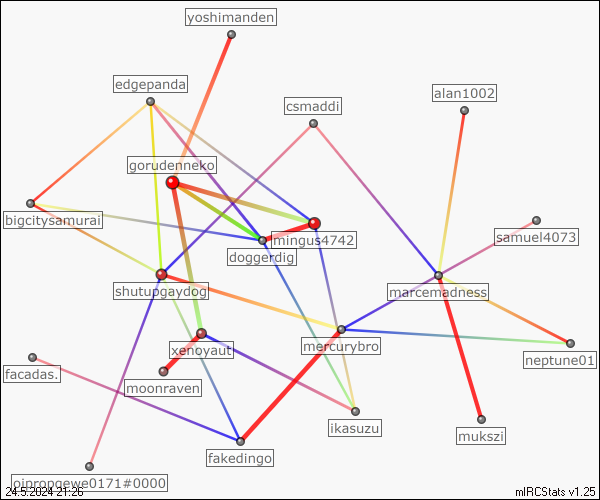 yoshimanden
edgepanda
alan1002
csmaddi
gorudenneko
bigcitysamurai
samuel4073
mingus4742
doggerdig
shutupgaydog
marcemadness
mercurybro
xenoyaut
neptune01
facadas.
moonraven
ikasuzu
mukszi
fakedingo
oinrongewe0171#0000
24.5.2024 21:26
mIRCStats v1.25